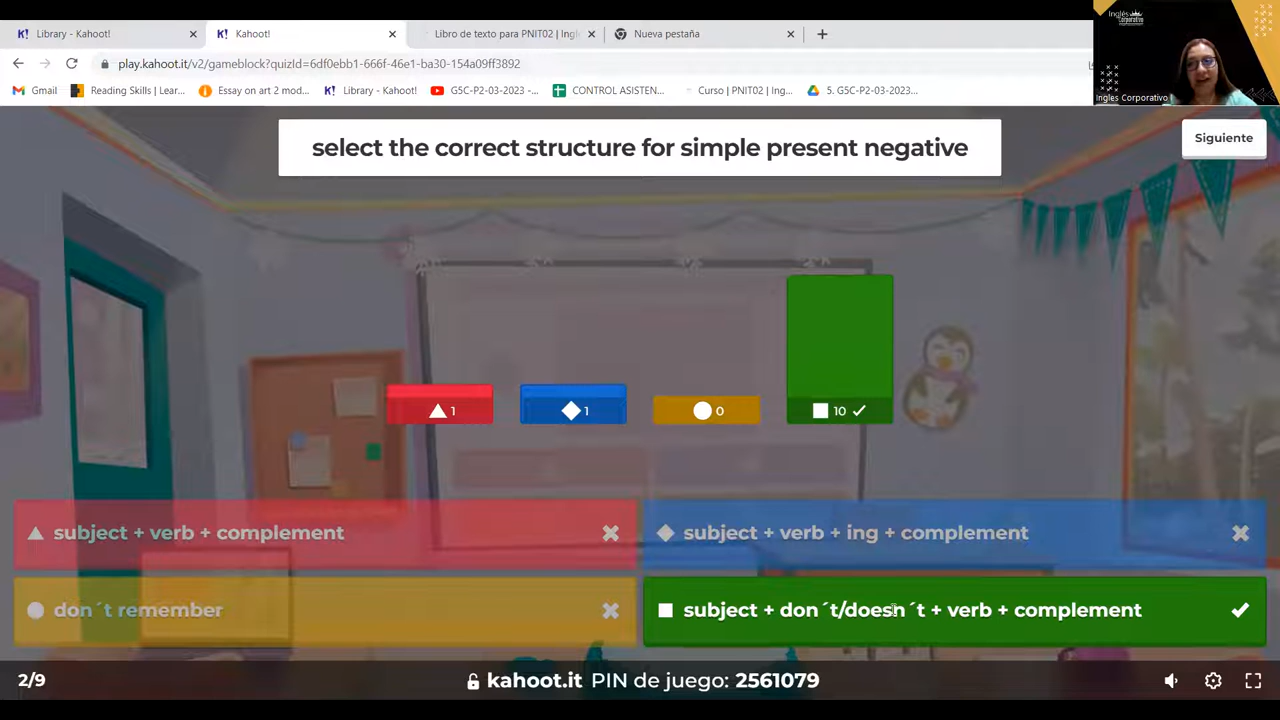 Library - Kahoot!
Kahoot!
Libro de texto para PNIT02 | Ingl
Nueva pestaña
play.kahoot.it/v2/gameblock?quizId=6df0ebb1-666f-46e1-ba30-154a09ff3892
Gmail
Reading Skills | Lear...
Essay on art 2 mod...
Library - Kahoot!
G5C-P2-03-2023 -...
CONTROL ASISTEN...
Curso | PNIT02 | Ing...
5. G5C-P2-03-2023...
Inglés
Corporativo
Ingles Corporativo I
select the correct structure for simple present negative
Siguiente
1
1
0
10
subject + verb + complement
subject + verb + ing + complement
don´t remember
subject + don´t/doesn´t + verb + complement
2/9
kahoot.it PIN de juego: 2561079